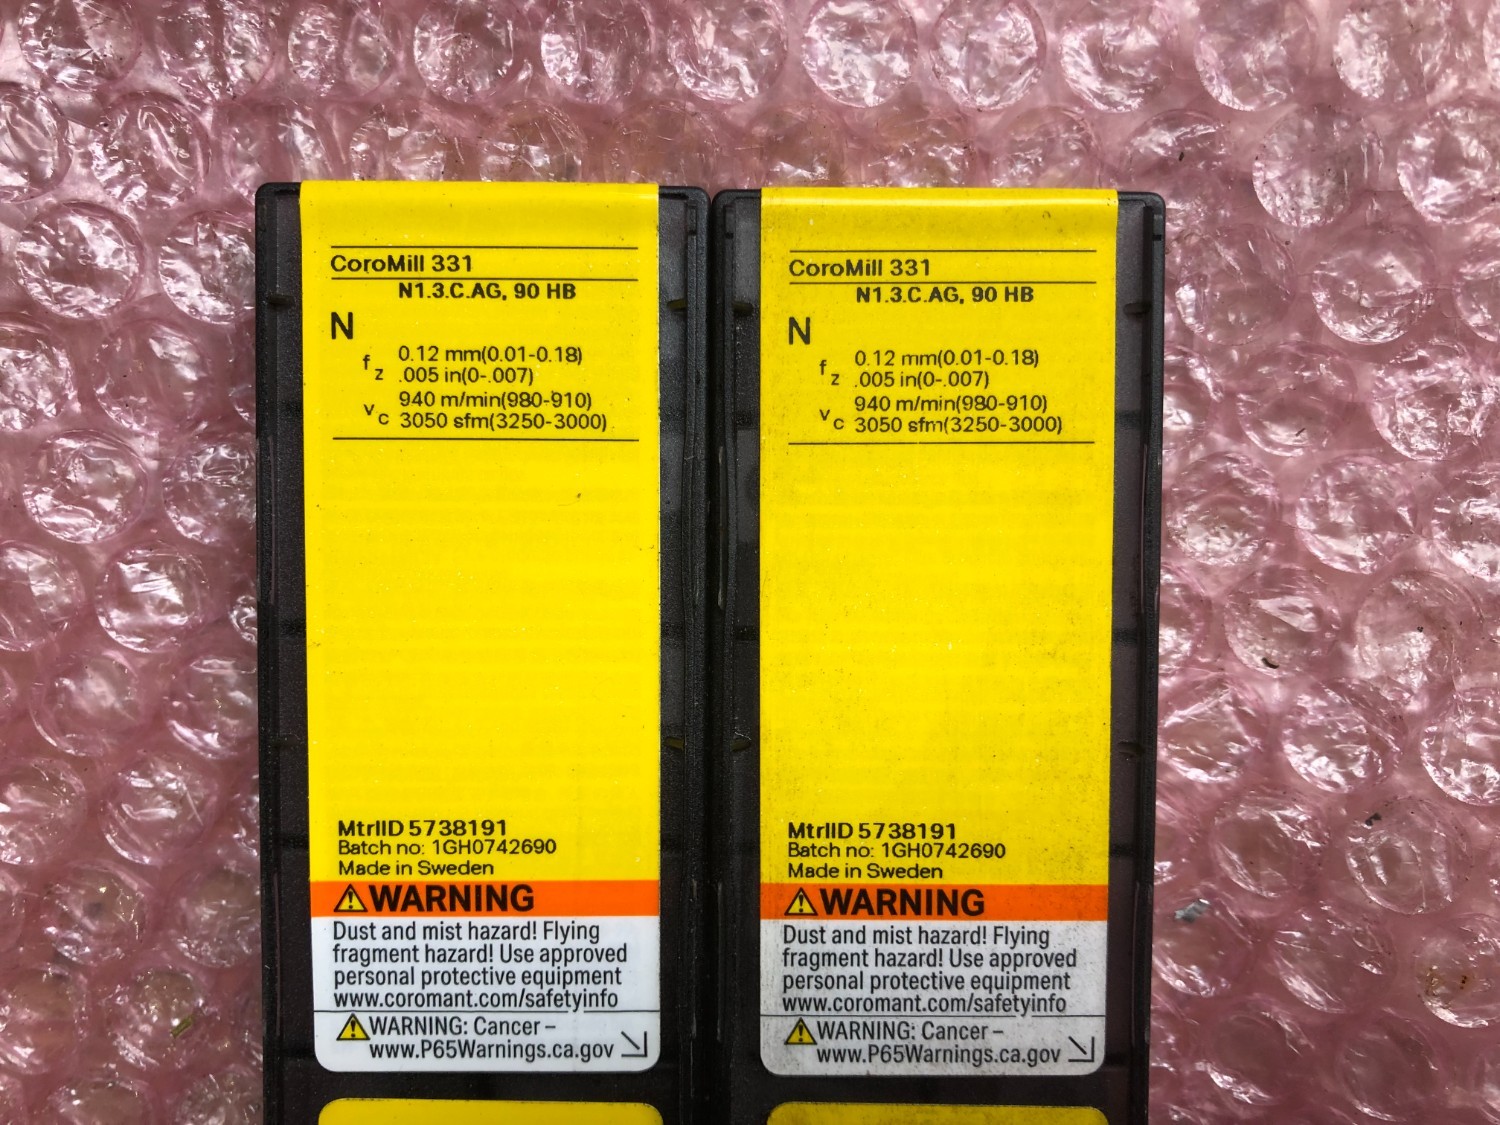 CoroMill 331
N1.3.C.AG, 90 HB
N
fz 0.12 mm(0.01-0.18)
.005 in(0-.007)
vc 940 m/min(980-910)
3050 sfm(3250-3000)
MtrlID 5738191
Batch no: 1GH0742690
Made in Sweden
WARNING
Dust and mist hazard! Flying
fragment hazard! Use approved
personal protective equipment
www.coromant.com/safetyinfo
WARNING: Cancer –
www.P65Warnings.ca.gov
CoroMill 331
N1.3.C.AG, 90 HB
N
fz 0.12 mm(0.01-0.18)
.005 in(0-.007)
vc 940 m/min(980-910)
3050 sfm(3250-3000)
MtrlID 5738191
Batch no: 1GH0742690
Made in Sweden
WARNING
Dust and mist hazard! Flying
fragment hazard! Use approved
personal protective equipment
www.coromant.com/safetyinfo
WARNING: Cancer –
www.P65Warnings.ca.gov